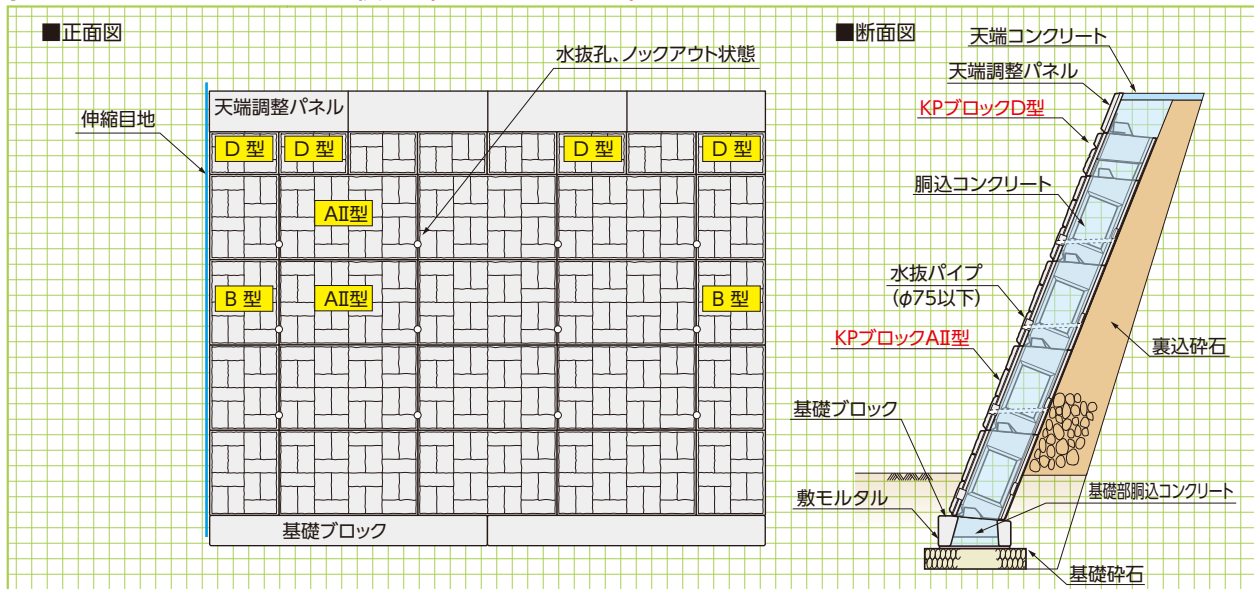 ■正面図
水抜孔、ノックアウト状態
伸縮目地
天端調整パネル
D 型
D 型
D 型
D 型
AⅡ型
B 型
AⅡ型
B 型
基礎ブロック
■断面図
天端コンクリート
天端調整パネル
KPブロックD型
胴込コンクリート
水抜パイプ
(φ75以下)
KPブロックAⅡ型
裏込砕石
基礎ブロック
敷モルタル
基礎部胴込コンクリート
基礎砕石